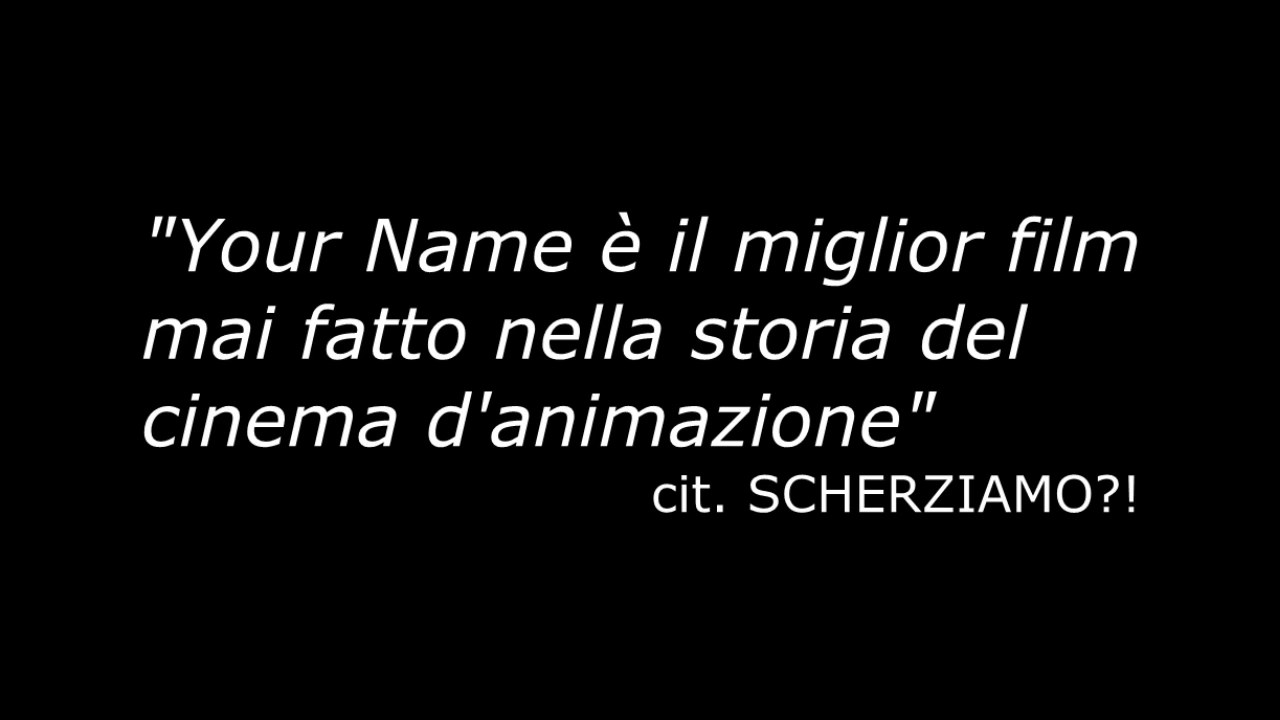 "Your Name è il miglior film
mai fatto nella storia del
cinema d'animazione"
cit. SCHERZIAMO?!